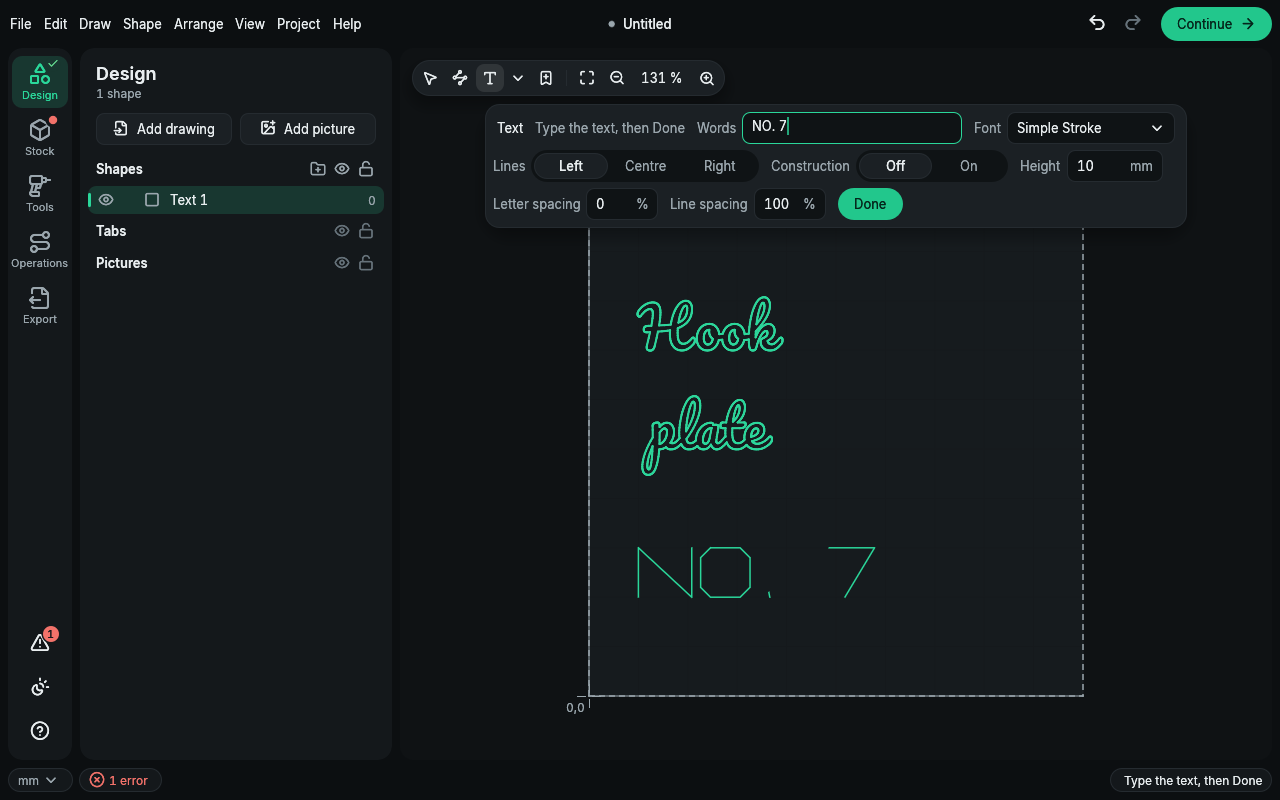 File Edit Draw Shape Arrange View Project Help
Untitled
Continue
Design
Stock
Tools
Operations
Export
1
Design
1 shape
Add drawing
Add picture
Shapes
Text 1
0
Tabs
Pictures
131 %
Text Type the text, then Done Words NO. 7 Font Simple Stroke
Lines Left Centre Right Construction Off On Height 10 mm
Letter spacing 0 % Line spacing 100 % Done
Hook
plate
NO. 7
0,0
mm
1 error
Type the text, then Done